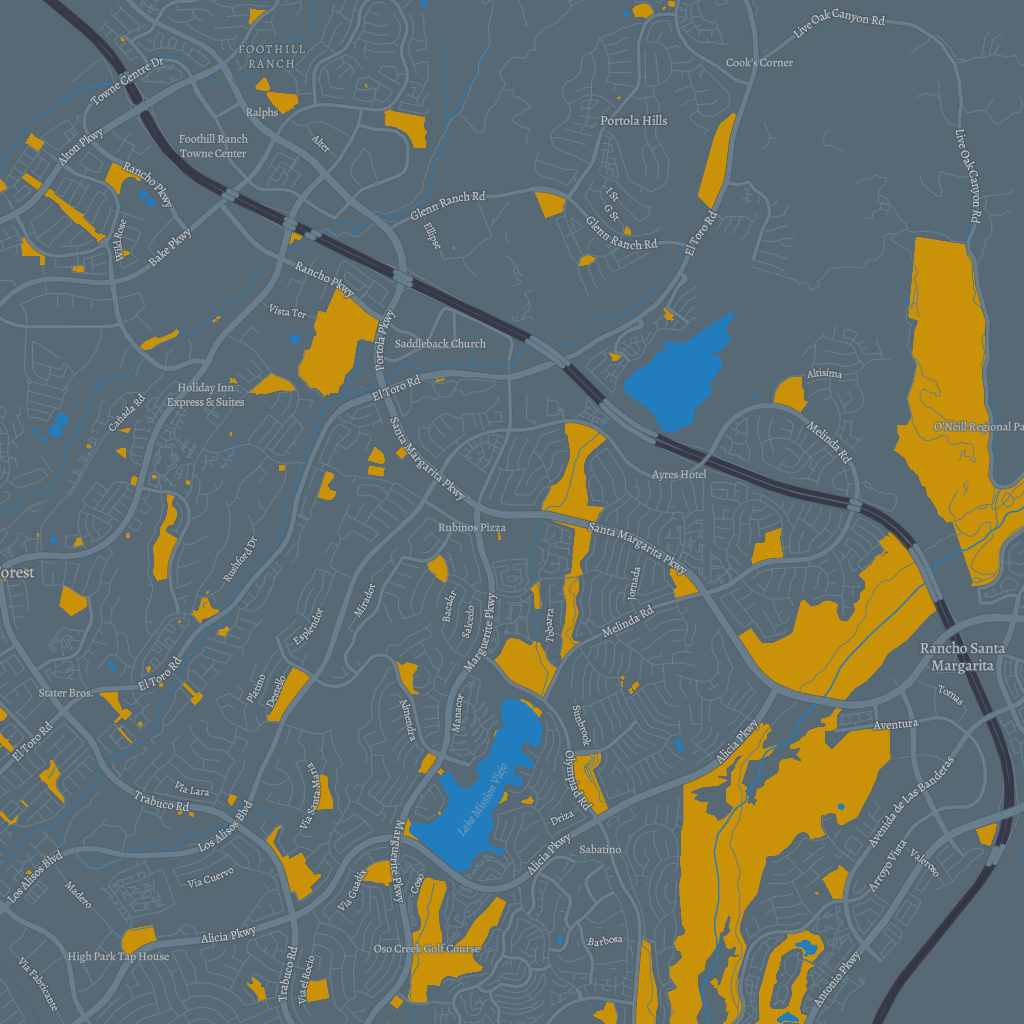 Live Oak Canyon Rd
FOOTHILL
RANCH
Cook's Corner
Towne Centre Dr
Ralphs
Portola Hills
Alton Pkwy
Foothill Ranch
Towne Center
Alter
Live Oak Canyon Rd
Rancho Pkwy
Glenn Ranch Rd
1 St
G St
Wild Rose
Bake Pkwy
Ellipse
Glenn Ranch Rd
El Toro Rd
Rancho Pkwy
Vista Ter
Portola Pkwy
Saddleback Church
Holiday Inn
Express & Suites
El Toro Rd
Altisima
Cañada Rd
Santa Margarita Pkwy
Melinda Rd
O'Neill Regional Pa
Ayres Hotel
Rubinos Pizza
Santa Margarita Pkwy
Rushford Dr
orest
Mirador
Bacalar
Salcedo
Marguerite Pkwy
Tobarra
Jornada
Melinda Rd
Esplendor
Rancho Santa
Margarita
El Toro Rd
Platino
Destello
Stater Bros.
Almendra
Manacor
Sunbrook
Tomas
Aventura
El Toro Rd
Alicia Pkwy
Via Lara
Trabuco Rd
Via Santa Maria
Lake Mission Viejo
Olympiad Rd
Avenida de Las Banderas
Los Alisos Blvd
Driza
Sabatino
Alicia Pkwy
Los Alisos Blvd
Via Cuervo
Marguerite Pkwy
Coso
Via Guadix
Arroyo Vista
Valeroso
Madero
Alicia Pkwy
High Park Tap House
Oso Creek Golf Course
Barbosa
Via Fabricante
Trabuco Rd
Via el Rocio
Antonio Pkwy